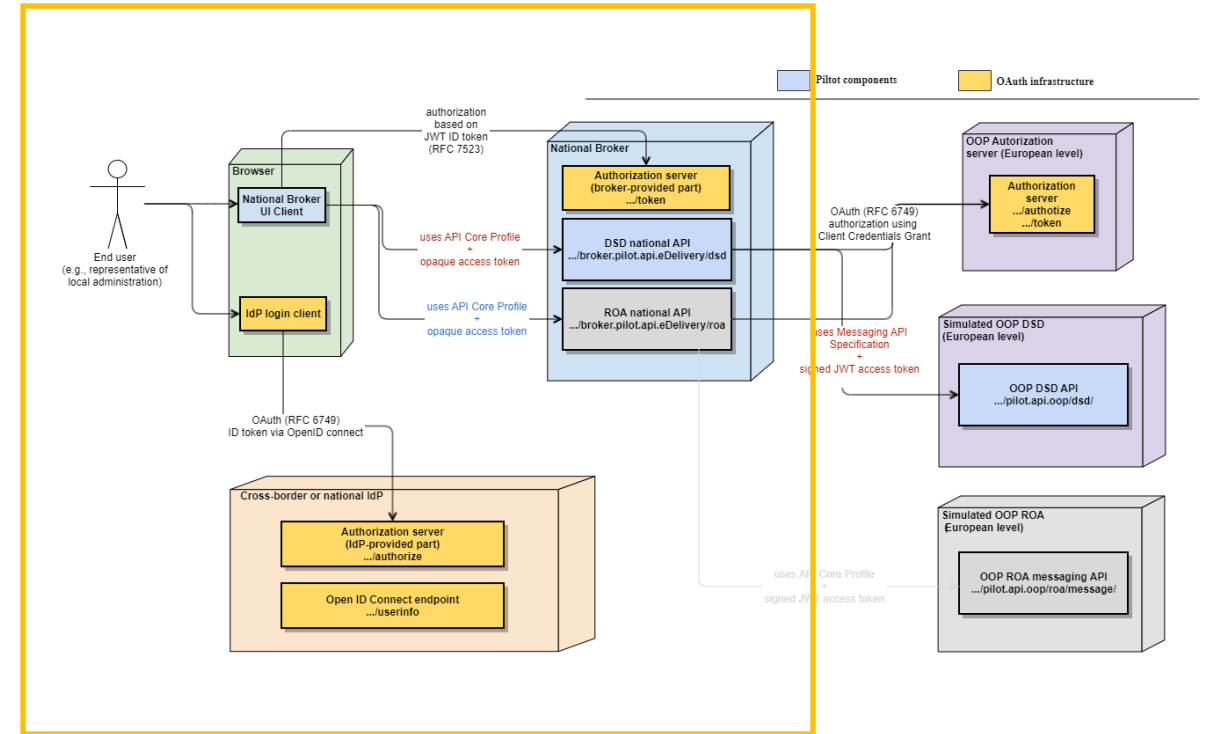 Piltot components
OAuth infrastructure
authorization
based on
JWT ID token
(RFC 7523)
Browser
National Broker
UI Client
IdP login client
End user
(e.g., representative of
local administration)
uses API Core Profile
+
opaque access token
uses API Core Profile
+
opaque access token
National Broker
Authorization server
(broker-provided part)
.../token
DSD national API
.../broker.pilot.api.eDelivery/dsd
ROA national API
.../broker.pilot.api.eDelivery/roa
OAuth (RFC 6749)
authorization using
Client Credentials Grant
OOP Autorization
server (European level)
Authorization
server
.../authotize
.../token
uses Messaging API
Specification
+
signed JWT access token
Simulated OOP DSD
(European level)
OOP DSD API
.../pilot.api.oop/dsd/
OAuth (RFC 6749)
ID token via OpenID connect
Cross-border or national IdP
Authorization server
(IdP-provided part)
.../authorize
Open ID Connect endpoint
.../userinfo
uses API Core Profile
+
signed JWT access token
Simulated OOP ROA
(European level)
OOP ROA messaging API
.../pilot.api.oop/roa/message/